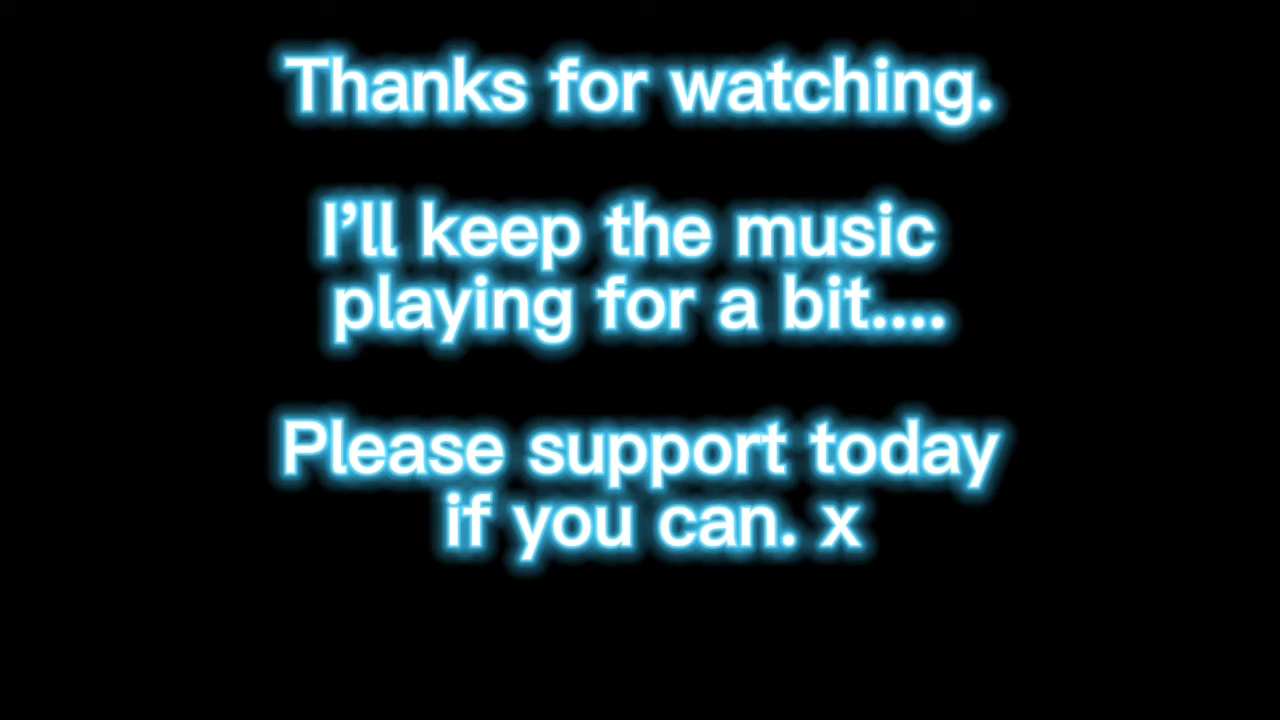 Thanks for watching.
I’ll keep the music
playing for a bit....
Please support today
if you can. x